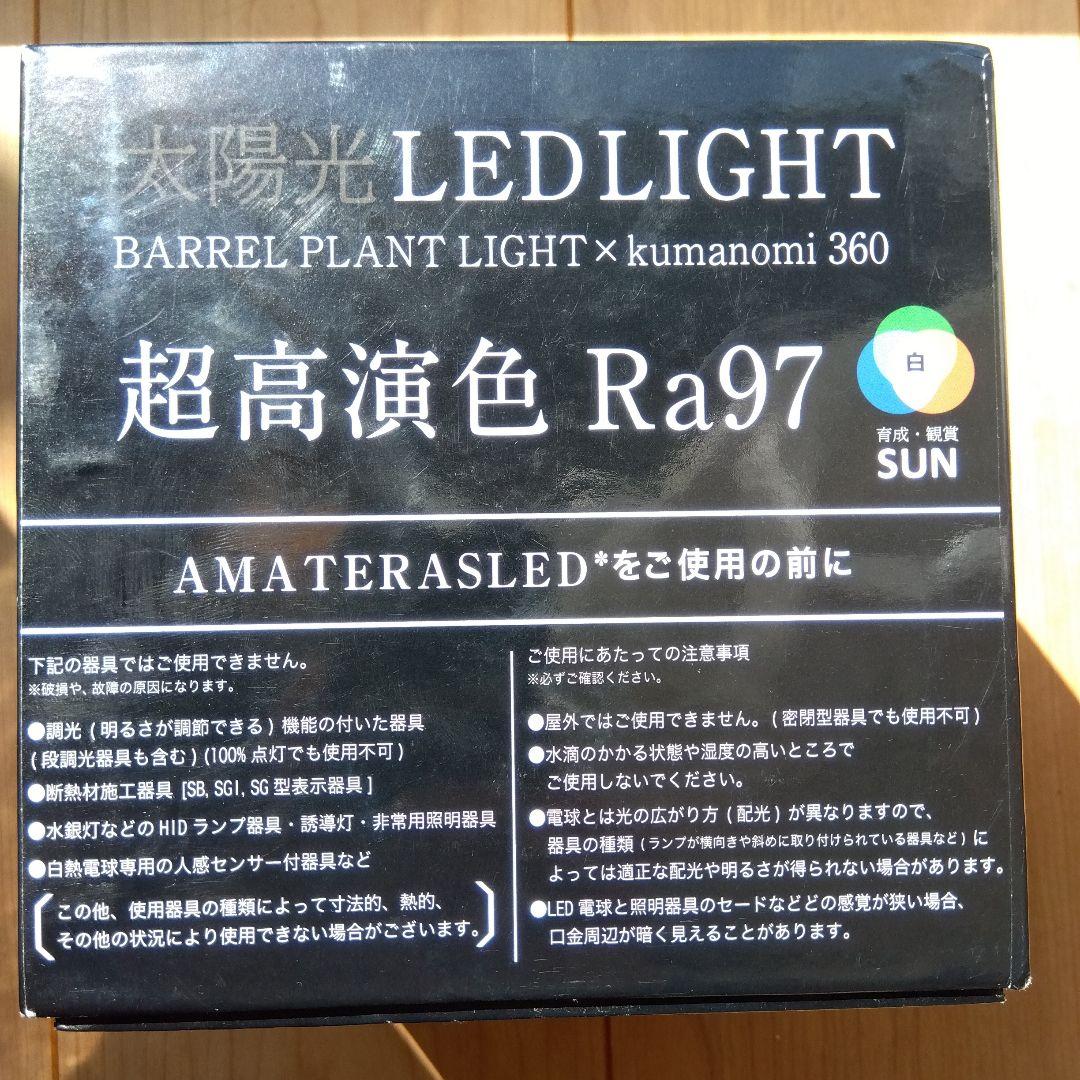 太陽光 LED LIGHT
BARREL PLANT LIGHT×kumanomi 360
超高演色 Ra97
白
育成・観賞
SUN
AMATERASLED*をご使用の前に
下記の器具ではご使用できません。
※破損や、故障の原因になります。
●調光 (明るさが調節できる) 機能の付いた器具
(段調光器具も含む) (100% 点灯でも使用不可)
●断熱材施工器具 [SB, SGI, SG 型表示器具]
●水銀灯などのHIDランプ器具・誘導灯・非常用照明器具
●白熱電球専用の人感センサー付器具など
この他、使用器具の種類によって寸法的、熱的、
その他の状況により使用できない場合がございます。
ご使用にあたっての注意事項
※必ずご確認ください。
●屋外ではご使用できません。(密閉型器具でも使用不可)
●水滴のかかる状態や湿度の高いところで
ご使用しないでください。
●電球とは光の広がり方 (配光) が異なりますので、
器具の種類 (ランプが横向きや斜めに取り付けられている器具など) に
よっては適正な配光や明るさが得られない場合があります。
●LED 電球と照明器具のセードなどどの感覚が狭い場合、
口金周辺が暗く見えることがあります。